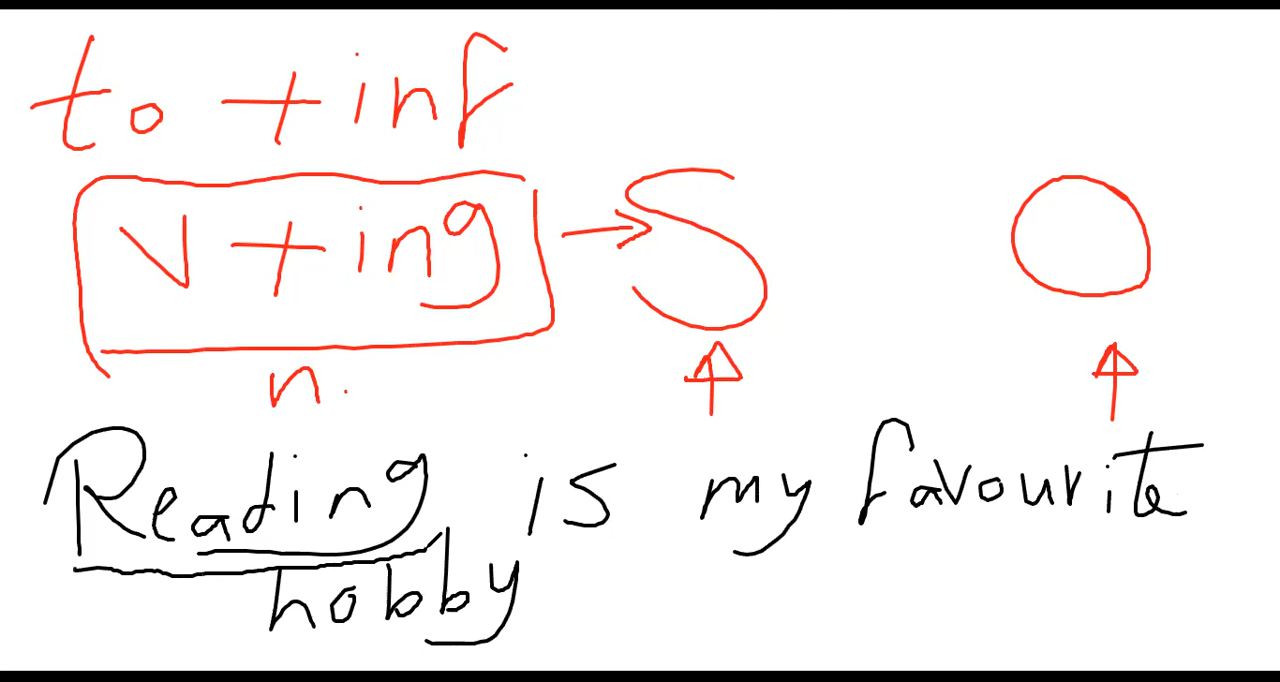 to + inf
V + ing → S O
n.
Reading is my favourite
hobby